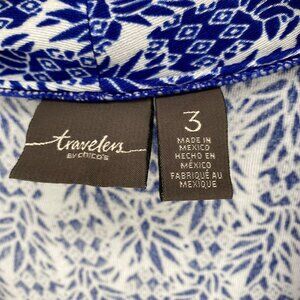 travelers
BY CHICO'S
3
MADE IN
MEXICO
HECHO EN
MÉXICO
FABRIQUÉ AU
MEXIQUE